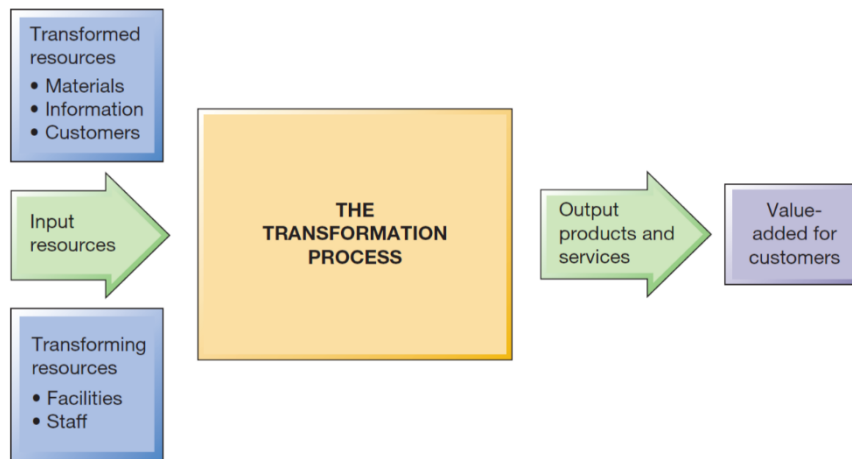 Transformed
resources
• Materials
• Information
• Customers
Input
resources
Transforming
resources
• Facilities
• Staff
THE
TRANSFORMATION
PROCESS
Output
products and
services
Value-
added for
customers